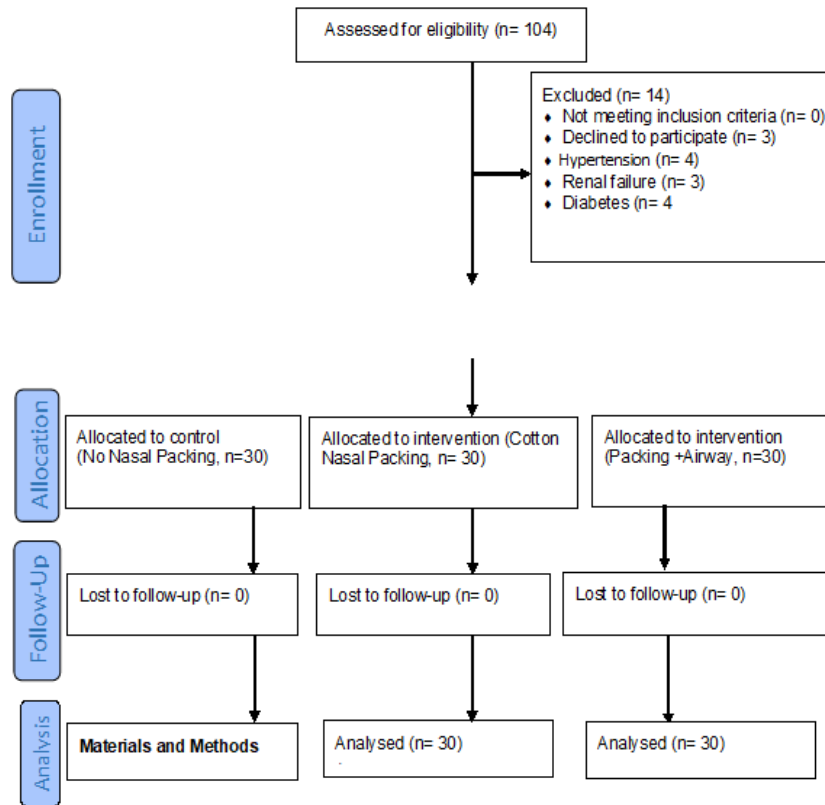 Assessed for eligibility (n= 104)
Enrollment
Excluded (n= 14)
♦ Not meeting inclusion criteria (n= 0)
♦ Declined to participate (n= 3)
♦ Hypertension (n= 4)
♦ Renal failure (n= 3)
♦ Diabetes (n= 4
Allocation
Allocated to control
(No Nasal Packing, n=30)
Allocated to intervention (Cotton
Nasal Packing, n= 30)
Allocated to intervention
(Packing +Airway, n=30)
Follow-Up
Lost to follow-up (n= 0)
Lost to follow-up (n= 0)
Lost to follow-up (n= 0)
Analysis
Materials and Methods
Analysed (n= 30)
.
Analysed (n= 30)